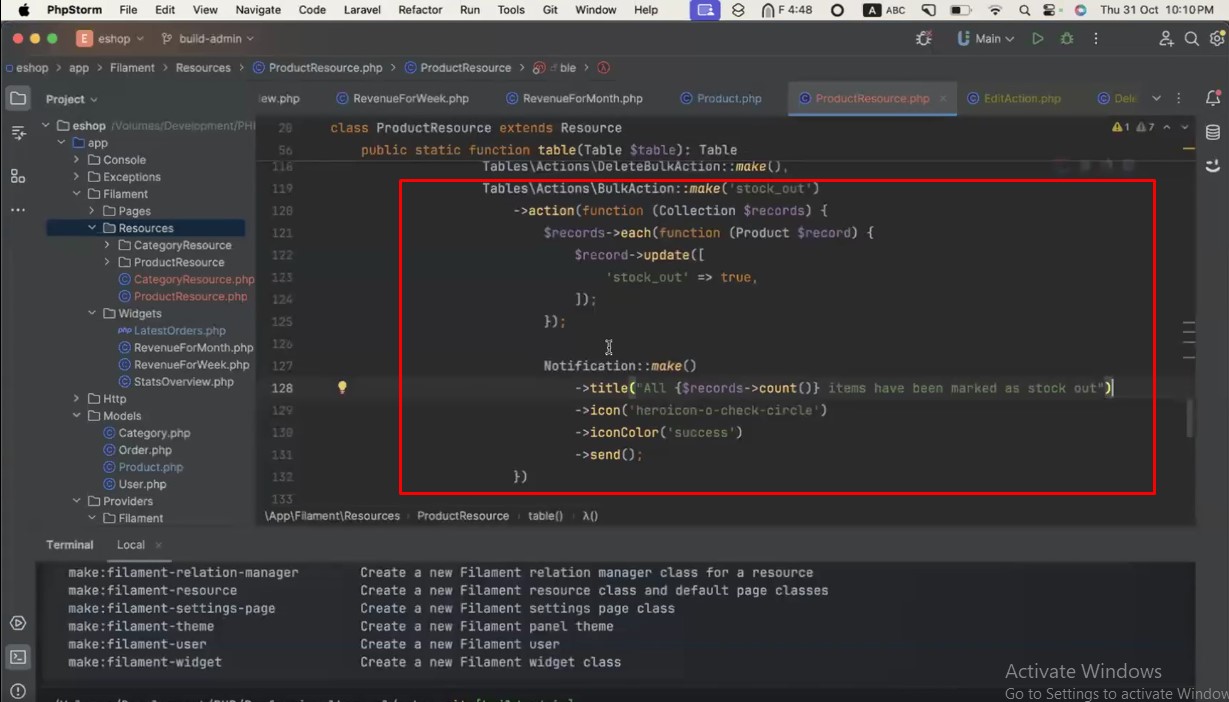 PhpStorm File Edit View Navigate Code Laravel Refactor Run Tools Git Window Help F 4:48 A ABC Thu 31 Oct 10:10 PM
E eshop build-admin Main
eshop app Filament Resources ProductResource.php ProductResource ble
Project
iew.php RevenueForWeek.php RevenueForMonth.php Product.php ProductResource.php × EditAction.php Dele
eshop /Volumes/Development/PHI
app
Console
Exceptions
Filament
Pages
Resources
CategoryResource
ProductResource
CategoryResource.php
ProductResource.php
Widgets
php LatestOrders.php
RevenueForMonth.php
RevenueForWeek.php
StatsOverview.php
Http
Models
Category.php
Order.php
Product.php
User.php
Providers
Filament
20 class ProductResource extends Resource
1 7
56 public static function table(Table $table): Table
118 Tables\Actions\DeleteBulkAction::make(),
119 Tables\Actions\BulkAction::make('stock_out')
120 ->action(function (Collection $records) {
121 $records->each(function (Product $record) {
122 $record->update([
123 'stock_out' => true,
124 ]);
125 });
126
127 Notification::make()
128 ->title("All {$records->count()} items have been marked as stock out")
129 ->icon('heroicon-o-check-circle')
130 ->iconColor('success')
131 ->send();
132 })
133
\App\Filament\Resources ProductResource table() λ()
Terminal Local ×
make:filament-relation-manager Create a new Filament relation manager class for a resource
make:filament-resource Create a new Filament resource class and default page classes
make:filament-settings-page Create a new Filament settings page class
make:filament-theme Create a new Filament panel theme
make:filament-user Create a new Filament user
make:filament-widget Create a new Filament widget class
Activate Windows
Go to Settings to activate Window